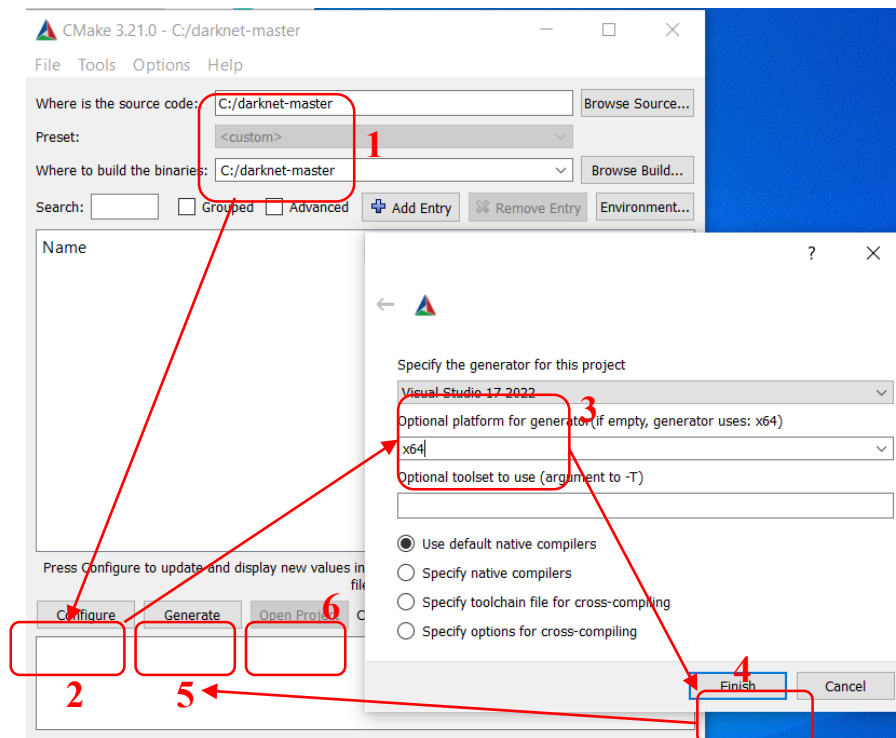 CMake 3.21.0 - C:/darknet-master
File Tools Options Help
Where is the source code: C:/darknet-master Browse Source...
Preset: <custom>
1
Where to build the binaries: C:/darknet-master Browse Build...
Search: Grouped Advanced Add Entry Remove Entry Environment...
Name
?
Specify the generator for this project
Visual Studio 17 2022
3
Optional platform for generator(if empty, generator uses: x64)
x64
Optional toolset to use (argument to -T)
Use default native compilers
Specify native compilers
Specify toolchain file for cross-compiling
Specify options for cross-compiling
4
Finish Cancel
Press Configure to update and display new values in
file
6
Configure Generate Open Project C
2 5